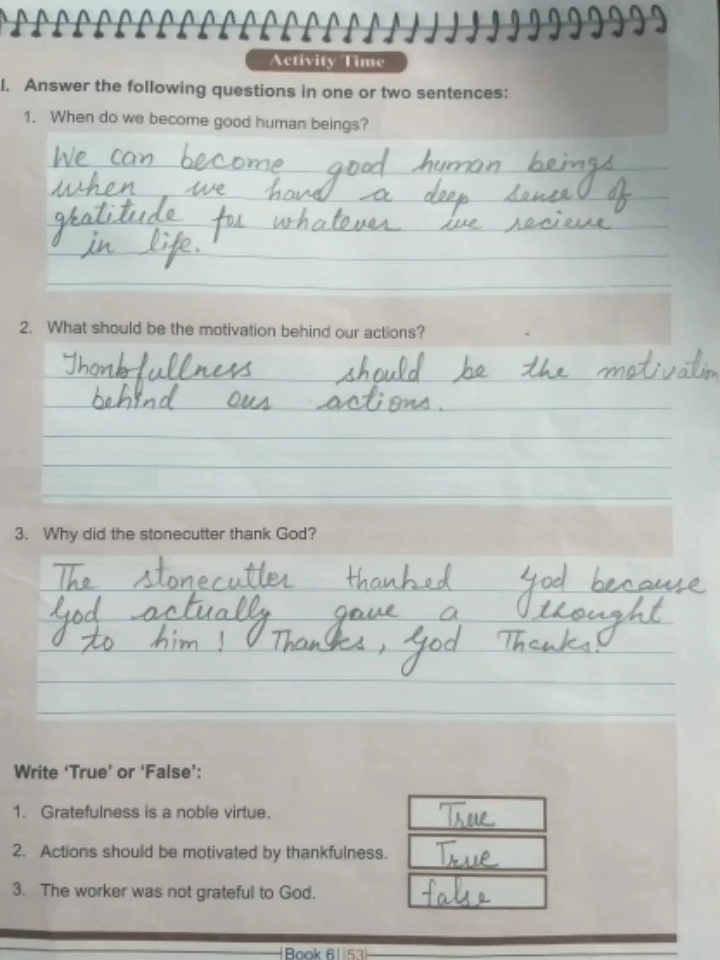 Activity Time
I. Answer the following questions in one or two sentences:
1. When do we become good human beings?
We can become good human beings
when we have a deep sense of
gratitude for whatever we recieve
in life.
2. What should be the motivation behind our actions?
Thankfullness should be the motivation
behind our actions.
3. Why did the stonecutter thank God?
The stonecutter thanked God because
God actually gave a thought
to him! Thanks, God Thanks!
Write ‘True’ or ‘False’:
1. Gratefulness is a noble virtue. True
2. Actions should be motivated by thankfulness. True
3. The worker was not grateful to God. false
Book 6 53